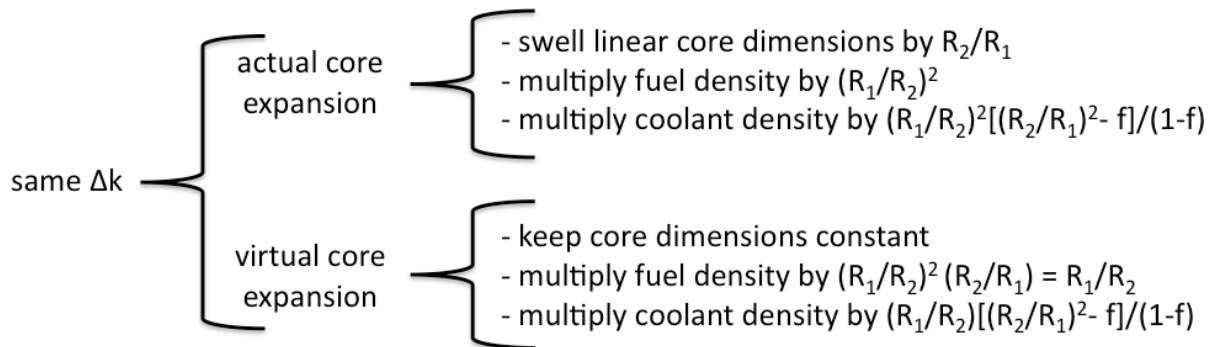 actual core
expansion
- swell linear core dimensions by R₂/R₁
- multiply fuel density by (R₁/R₂)²
- multiply coolant density by (R₁/R₂)²[(R₂/R₁)²- f]/(1-f)
same Δk
virtual core
expansion
- keep core dimensions constant
- multiply fuel density by (R₁/R₂)² (R₂/R₁) = R₁/R₂
- multiply coolant density by (R₁/R₂)[(R₂/R₁)²- f]/(1-f)